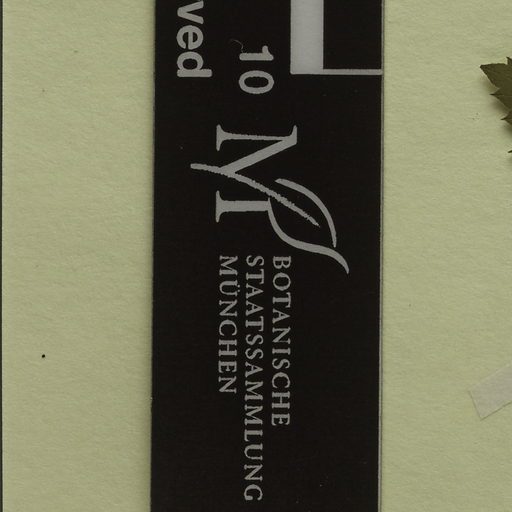 ved
10
M
BOTANISCHE
STAATSSAMMLUNG
MÜNCHEN